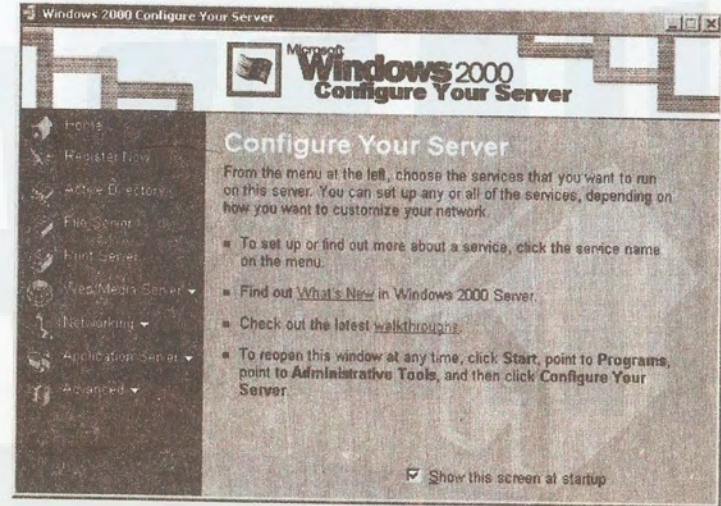 Windows 2000 Configure Your Server
Microsoft
Windows 2000
Configure Your Server
Home
Register Now
Active Directory
File Server
Print Server
Web/Media Server
Networking
Application Server
Advanced
Configure Your Server
From the menu at the left, choose the services that you want to run
on this server. You can set up any or all of the services, depending on
how you want to customize your network.
To set up or find out more about a service, click the service name
on the menu.
Find out What's New in Windows 2000 Server.
Check out the latest walkthroughs.
To reopen this window at any time, click Start, point to Programs,
point to Administrative Tools, and then click Configure Your
Server
Show this screen at startup